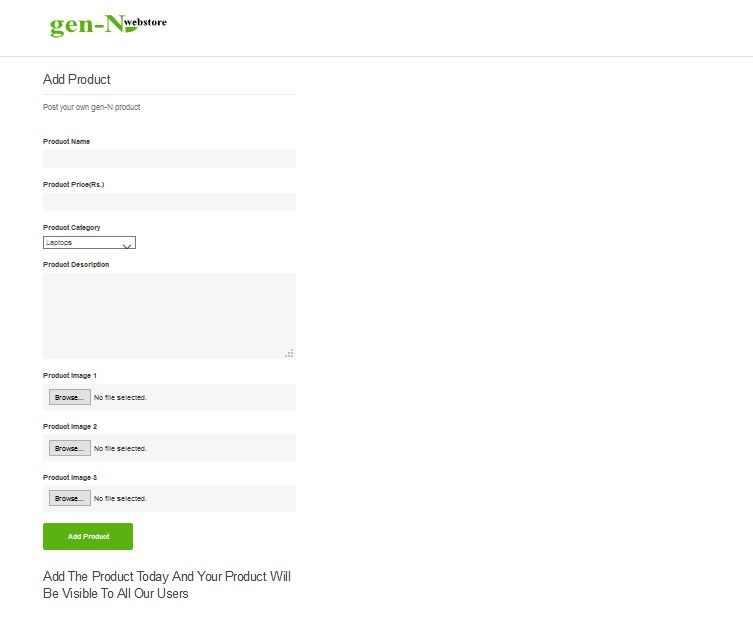 gen-N webstore
Add Product
Post your own gen-N product
Product Name
Product Price(Rs.)
Product Category
Laptops
Product Description
Product Image 1
Browse... No file selected.
Product Image 2
Browse... No file selected.
Product Image 3
Browse... No file selected.
Add Product
Add The Product Today And Your Product Will
Be Visible To All Our Users